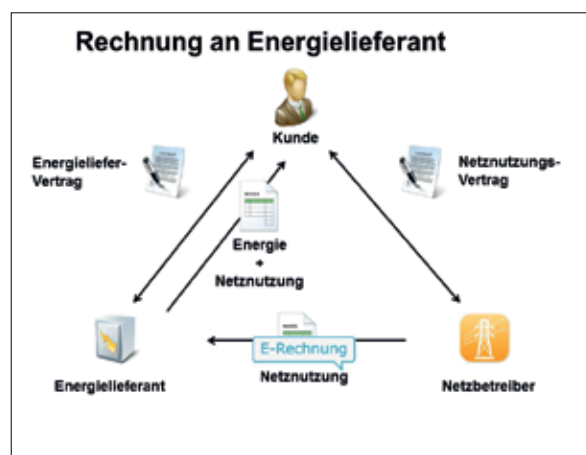 Rechnung an Energielieferant
Kunde
Energieliefer-
Vertrag
Netznutzungs-
Vertrag
Energie
+
Netznutzung
E-Rechnung
Netznutzung
Energielieferant
Netzbetreiber